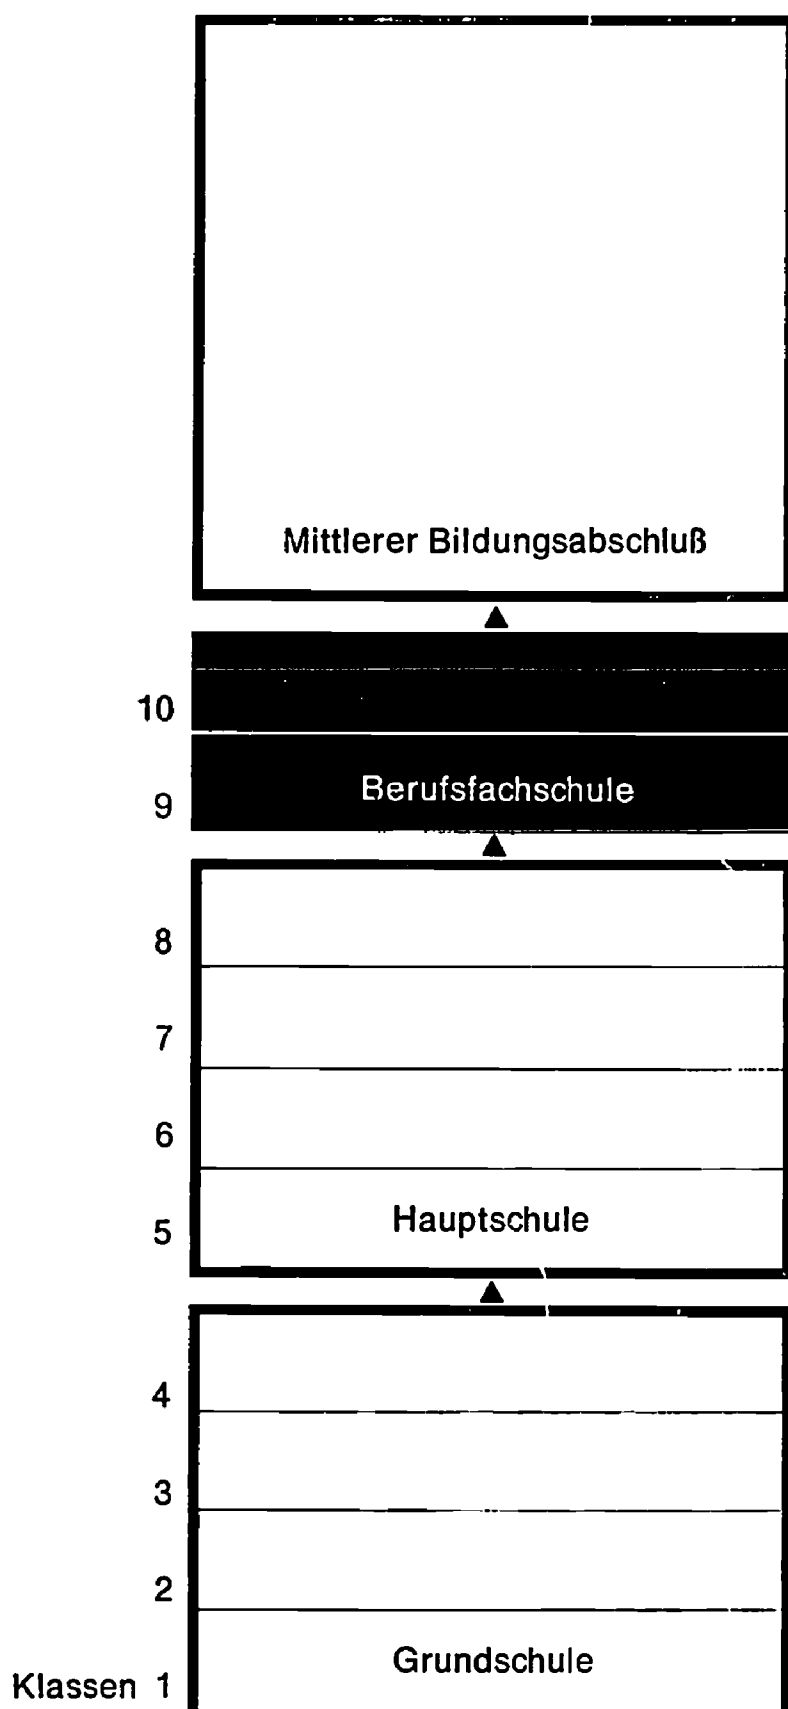 Mittlerer Bildungsabschluß
10
9 Berufsfachschule
8
7
6
5 Hauptschule
4
3
2
Klassen 1 Grundschule